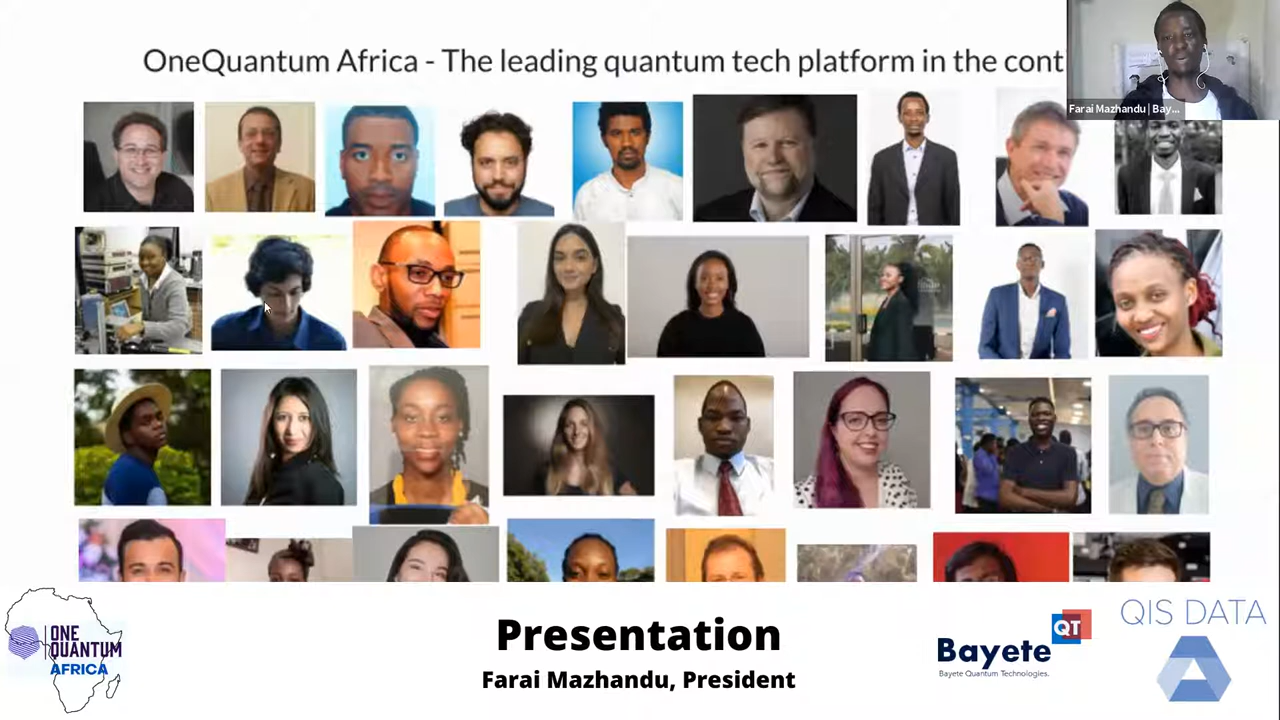 OneQuantum Africa - The leading quantum tech platform in the cont
Farai Mazhandu | Bay...
ONE
QUANTUM
AFRICA
Presentation
Farai Mazhandu, President
Bayete QT
Bayete Quantum Technologies.
QIS DATA